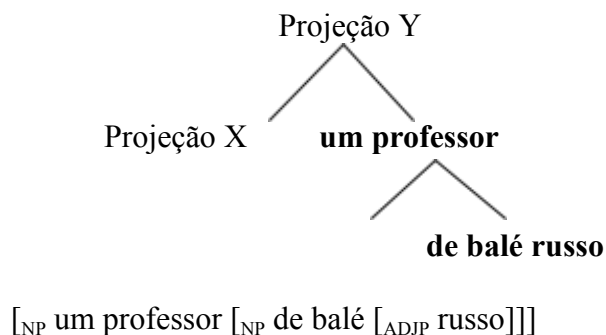 Projeção Y
Projeção X um professor
de balé russo
[NP um professor [NP de balé [ADJP russo]]]